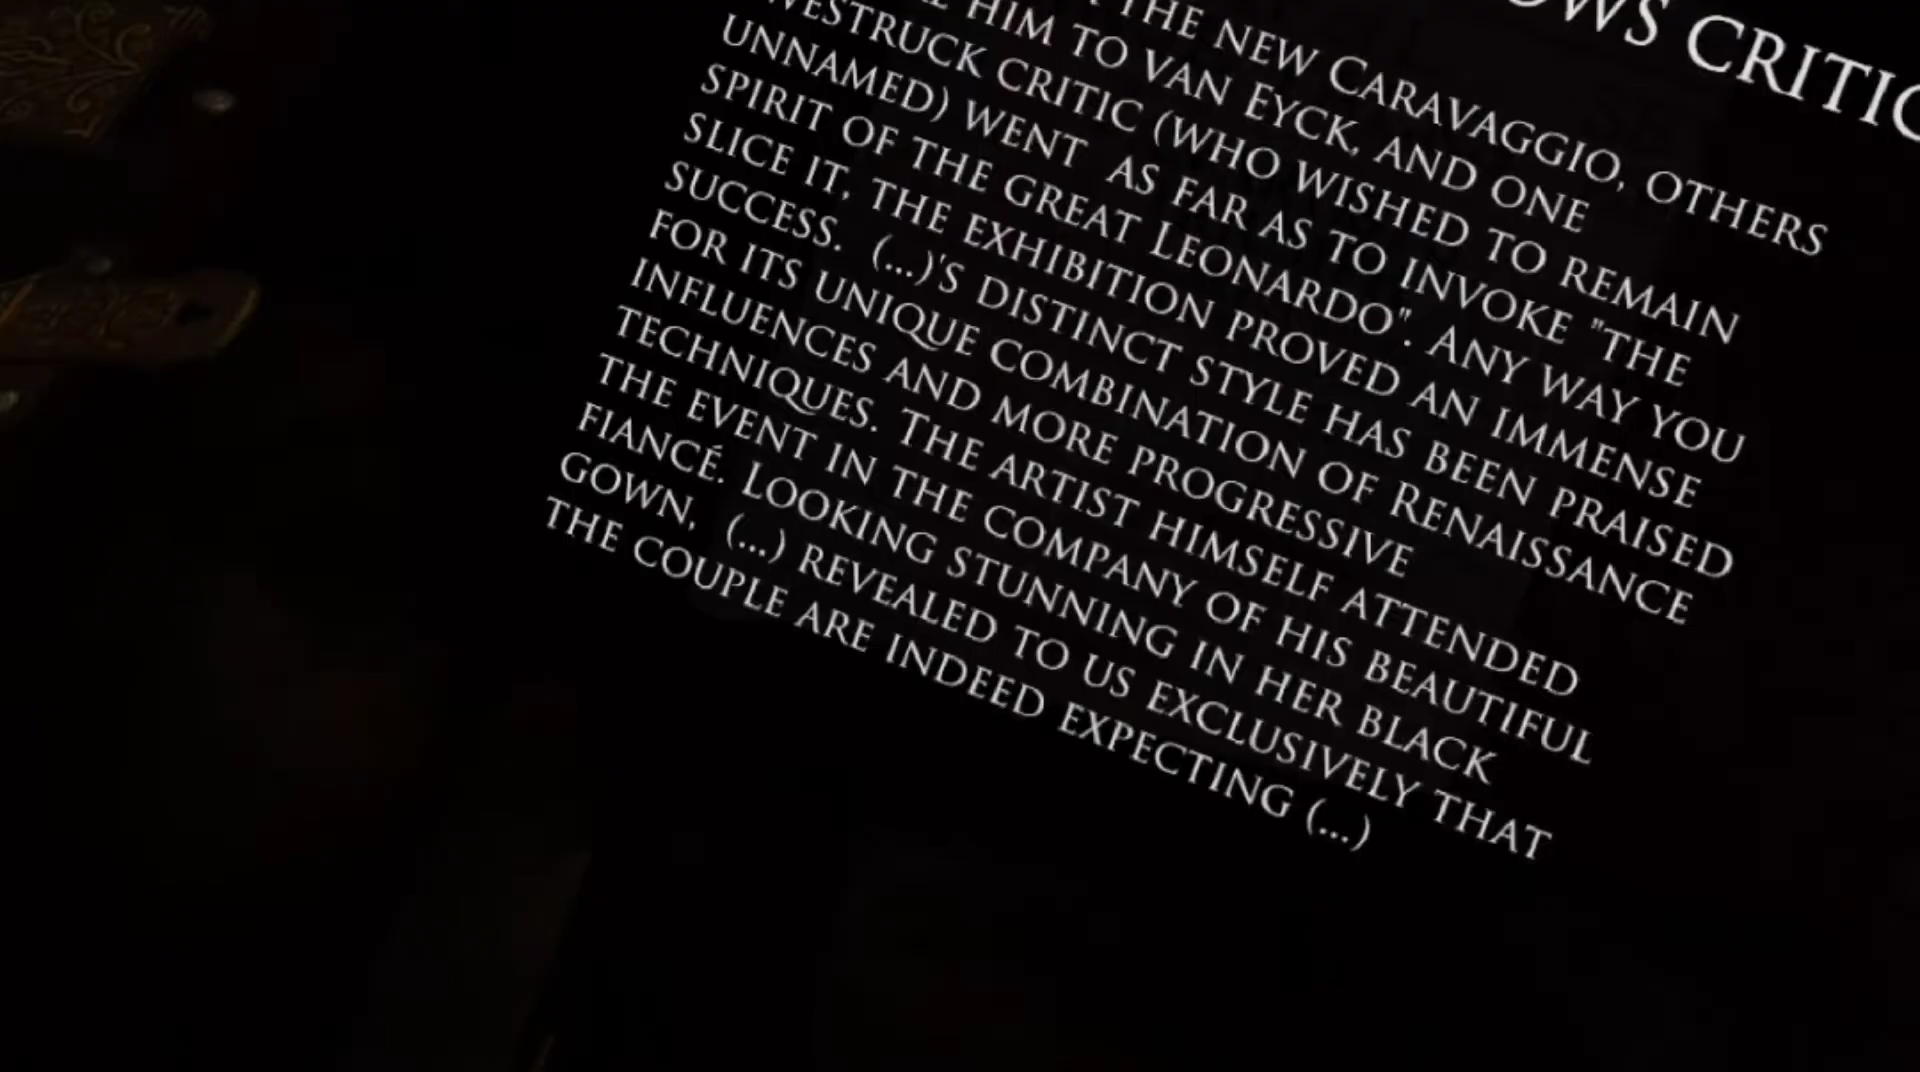 CRITIC
THE NEW CARAVAGGIO, OTHERS
HIM TO VAN EYCK, AND ONE
CRITIC (WHO WISHED TO REMAIN
UNNAMED) WENT AS FAR AS TO INVOKE "THE
SPIRIT OF THE GREAT LEONARDO". ANY WAY YOU
SLICE IT, THE EXHIBITION PROVED AN IMMENSE
SUCCESS. (...)'S DISTINCT STYLE HAS BEEN PRAISED
FOR ITS UNIQUE COMBINATION OF RENAISSANCE
INFLUENCES AND MORE PROGRESSIVE
TECHNIQUES. THE ARTIST HIMSELF ATTENDED
THE EVENT IN THE COMPANY OF HIS BEAUTIFUL
FIANCÉ. LOOKING STUNNING IN HER BLACK
GOWN, (...) REVEALED TO US EXCLUSIVELY THAT
THE COUPLE ARE INDEED EXPECTING (...)